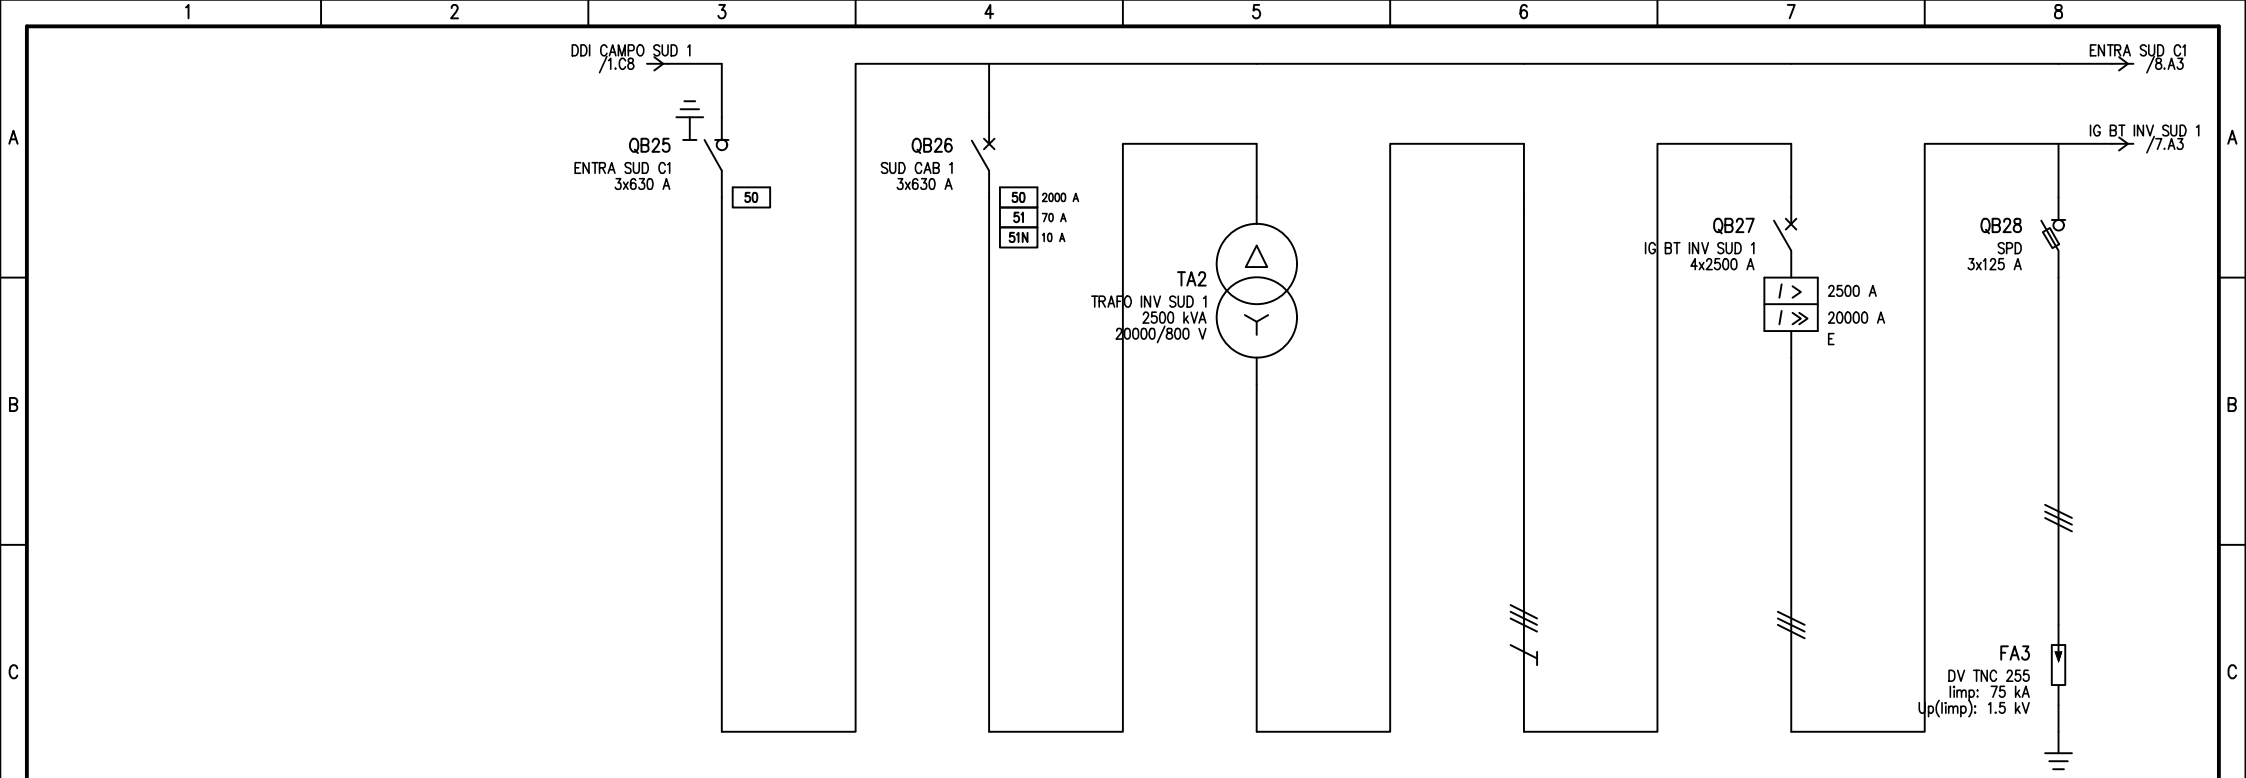 1 2 3 4 5 6 7 8
DDI CAMPO SUD 1
/1.C8
ENTRA SUD C1
/8.A3
A
QB25
ENTRA SUD C1
3x630 A
50
QB26
SUD CAB 1
3x630 A
50 2000 A
51 70 A
51N 10 A
TA2
TRAFO INV SUD 1
2500 kVA
20000/800 V
QB27
IG BT INV SUD 1
4x2500 A
I > 2500 A
I >> 20000 A
E
IG BT INV SUD 1
/7.A3
A
QB28
SPD
3x125 A
B
B
C
FA3
DV TNC 255
Iimp: 75 kA
Up(Iimp): 1.5 kV
C